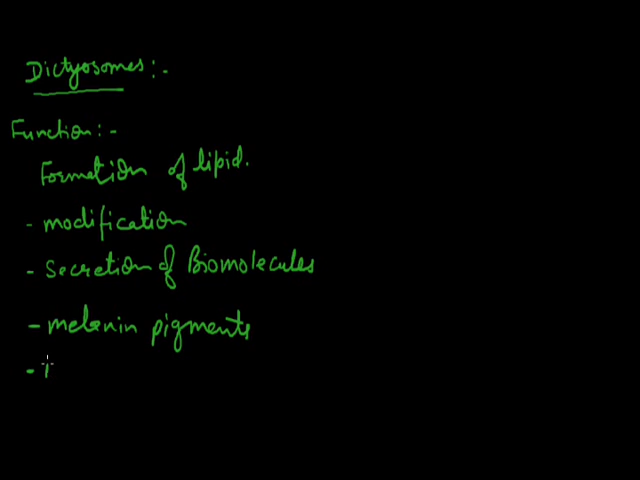 Dictyosomes :-
Function :-
Formation of lipid.
- modification
- Secretion of Biomolecules
- melanin pigments
-